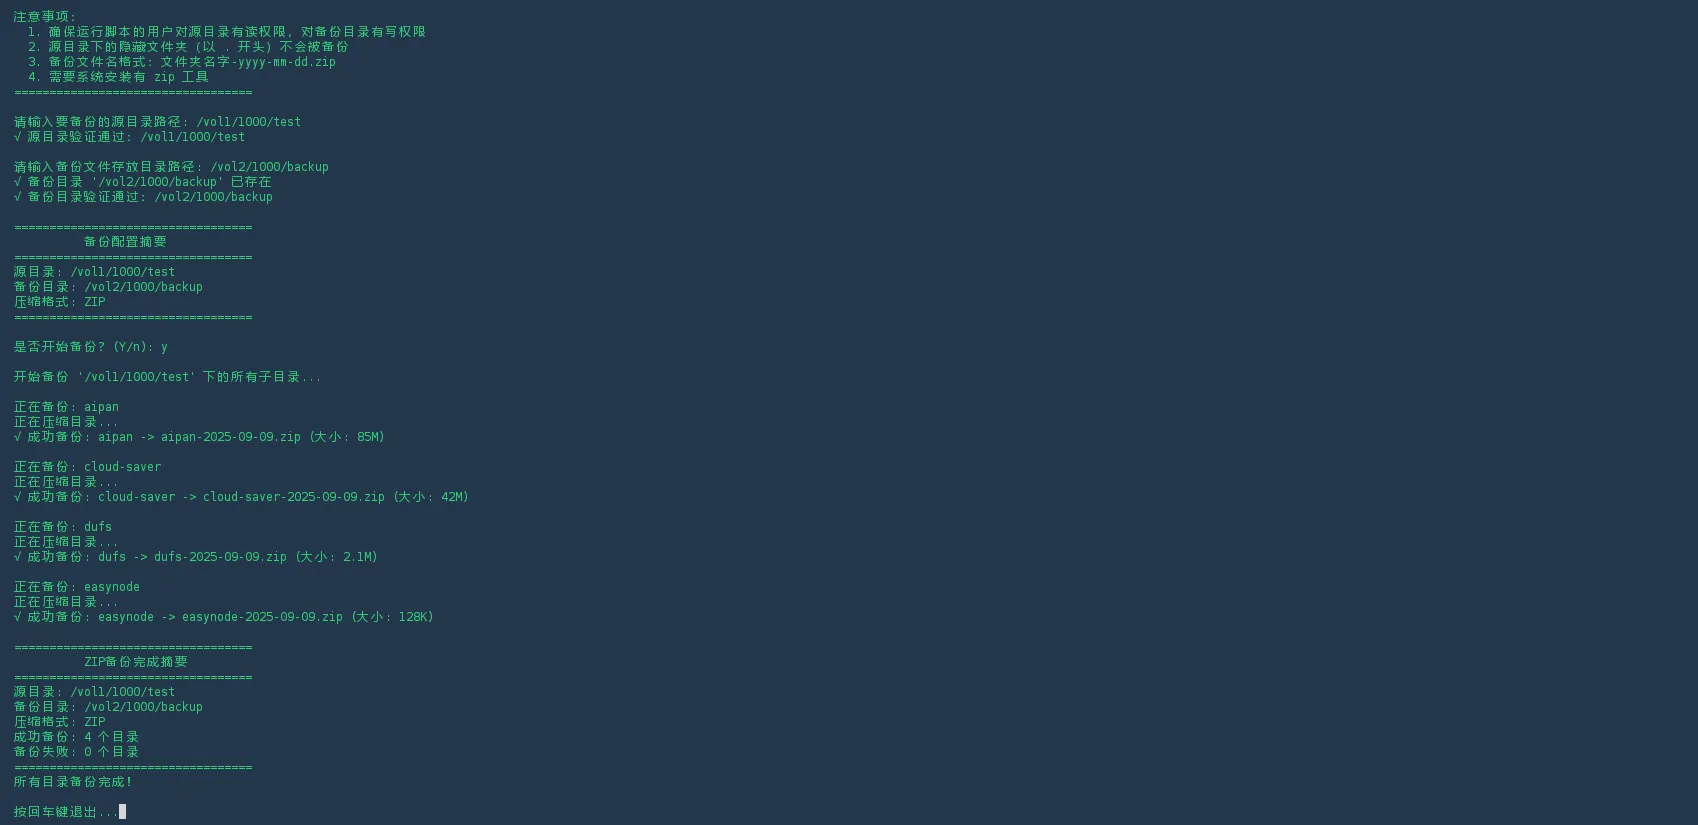 注意事项:
1. 确保运行脚本的用户对源目录有读权限, 对备份目录有写权限
2. 源目录下的隐藏文件夹 (以 . 开头) 不会被备份
3. 备份文件名格式: 文件夹名字-yyyy-mm-dd.zip
4. 需要系统安装有 zip 工具
==================================
请输入要备份的源目录路径: /vol1/1000/test
√ 源目录验证通过: /vol1/1000/test
请输入备份文件存放目录路径: /vol2/1000/backup
√ 备份目录 '/vol2/1000/backup' 已存在
√ 备份目录验证通过: /vol2/1000/backup
==================================
备份配置摘要
==================================
源目录: /vol1/1000/test
备份目录: /vol2/1000/backup
压缩格式: ZIP
==================================
是否开始备份? (Y/n): y
开始备份 '/vol1/1000/test' 下的所有子目录...
正在备份: aipan
正在压缩目录...
√ 成功备份: aipan -> aipan-2025-09-09.zip (大小: 85M)
正在备份: cloud-saver
正在压缩目录...
√ 成功备份: cloud-saver -> cloud-saver-2025-09-09.zip (大小: 42M)
正在备份: dufs
正在压缩目录...
√ 成功备份: dufs -> dufs-2025-09-09.zip (大小: 2.1M)
正在备份: easynode
正在压缩目录...
√ 成功备份: easynode -> easynode-2025-09-09.zip (大小: 128K)
==================================
ZIP备份完成摘要
==================================
源目录: /vol1/1000/test
备份目录: /vol2/1000/backup
压缩格式: ZIP
成功备份: 4 个目录
备份失败: 0 个目录
==================================
所有目录备份完成!
按回车键退出...